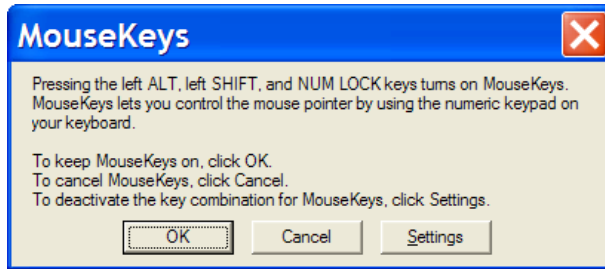 MouseKeys
Pressing the left ALT, left SHIFT, and NUM LOCK keys turns on MouseKeys.
MouseKeys lets you control the mouse pointer by using the numeric keypad on
your keyboard.
To keep MouseKeys on, click OK.
To cancel MouseKeys, click Cancel.
To deactivate the key combination for MouseKeys, click Settings.
OK Cancel Settings